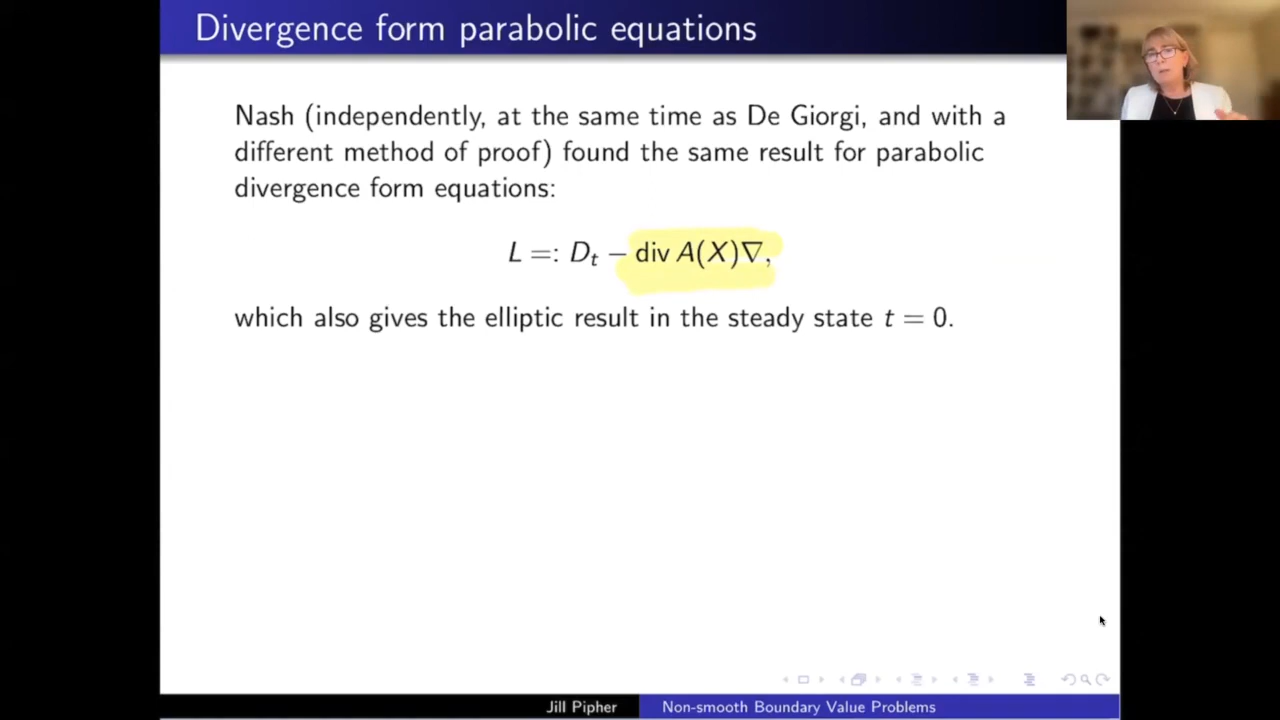 Divergence form parabolic equations
Nash (independently, at the same time as De Giorgi, and with a
different method of proof) found the same result for parabolic
divergence form equations:
L =: Dₜ − div A(X)∇,
which also gives the elliptic result in the steady state t = 0.
Jill Pipher
Non-smooth Boundary Value Problems